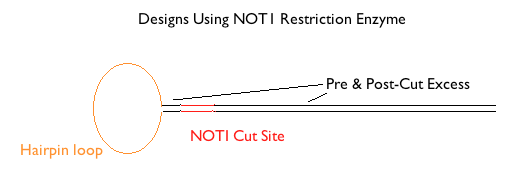 Designs Using NOT1 Restriction Enzyme
Pre & Post-Cut Excess
NOT1 Cut Site
Hairpin loop